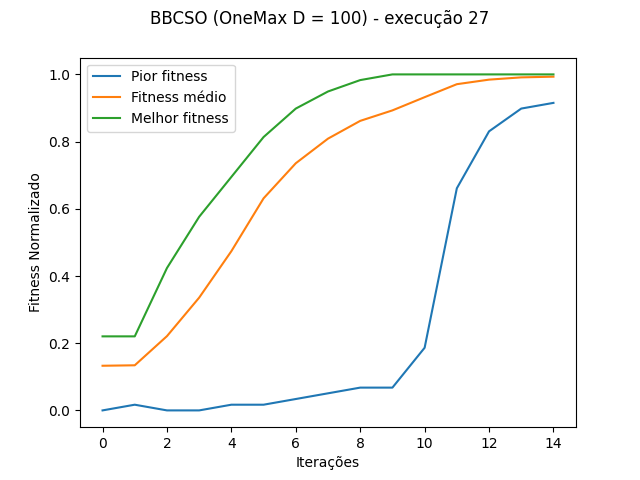 BBCSO (OneMax D = 100) - execução 27
Pior fitness
Fitness médio
Melhor fitness
Fitness Normalizado
1.0
0.8
0.6
0.4
0.2
0.0
0 2 4 6 8 10 12 14
Iterações